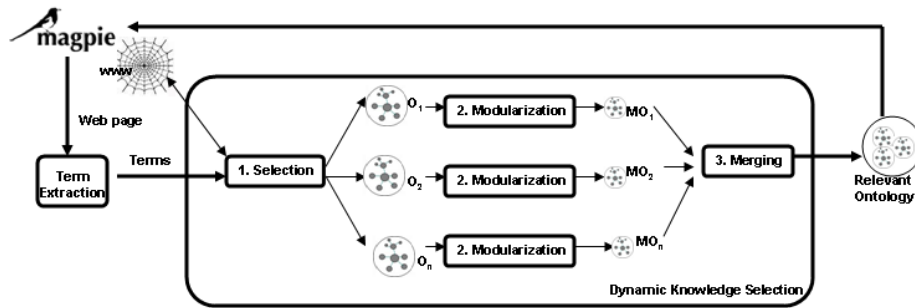 magpie
www
Web page
Term
Extraction
Terms
1. Selection
O1
2. Modularization
MO1
O2
2. Modularization
MO2
On
2. Modularization
MOn
3. Merging
Relevant
Ontology
Dynamic Knowledge Selection